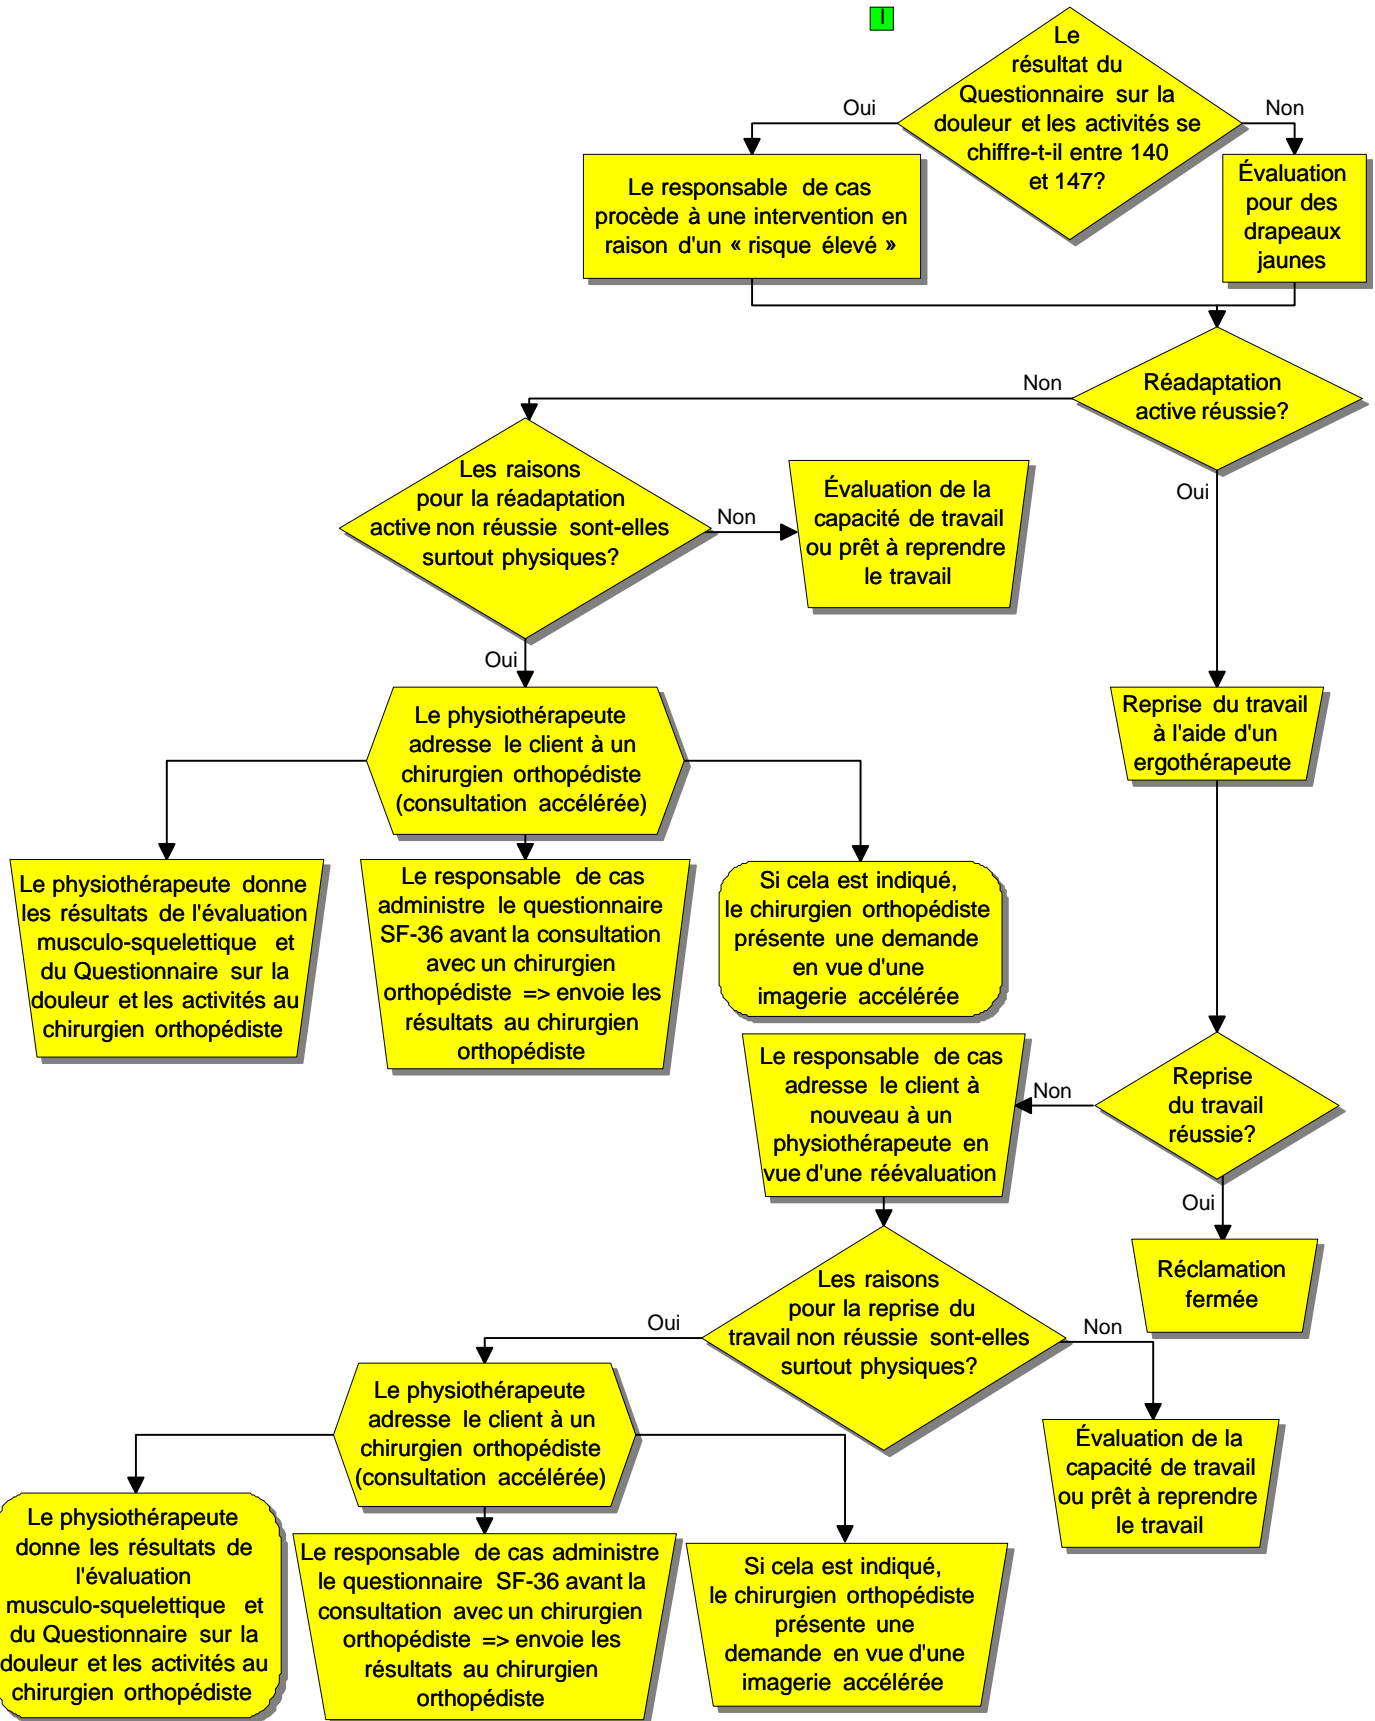 I
Le
résultat du
Questionnaire sur la
douleur et les activités se
chiffre-t-il entre 140
et 147?
Oui
Non
Le responsable de cas
procède à une intervention en
raison d'un « risque élevé »
Évaluation
pour des
drapeaux
jaunes
Réadaptation
active réussie?
Non
Oui
Les raisons
pour la réadaptation
active non réussie sont-elles
surtout physiques?
Non
Évaluation de la
capacité de travail
ou prêt à reprendre
le travail
Oui
Le physiothérapeute
adresse le client à un
chirurgien orthopédiste
(consultation accélérée)
Reprise du travail
à l'aide d'un
ergothérapeute
Le physiothérapeute donne
les résultats de l'évaluation
musculo-squelettique et
du Questionnaire sur la
douleur et les activités au
chirurgien orthopédiste
Le responsable de cas
administre le questionnaire
SF-36 avant la consultation
avec un chirurgien
orthopédiste => envoie les
résultats au chirurgien
orthopédiste
Si cela est indiqué,
le chirurgien orthopédiste
présente une demande
en vue d'une
imagerie accélérée
Le responsable de cas
adresse le client à
nouveau à un
physiothérapeute en
vue d'une réévaluation
Non
Reprise
du travail
réussie?
Oui
Réclamation
fermée
Les raisons
pour la reprise du
travail non réussie sont-elles
surtout physiques?
Oui
Non
Le physiothérapeute
adresse le client à un
chirurgien orthopédiste
(consultation accélérée)
Évaluation de la
capacité de travail
ou prêt à reprendre
le travail
Le physiothérapeute
donne les résultats de
l'évaluation
musculo-squelettique et
du Questionnaire sur la
douleur et les activités au
chirurgien orthopédiste
Le responsable de cas administre
le questionnaire SF-36 avant la
consultation avec un chirurgien
orthopédiste => envoie les
résultats au chirurgien
orthopédiste
Si cela est indiqué,
le chirurgien orthopédiste
présente une
demande en vue d'une
imagerie accélérée